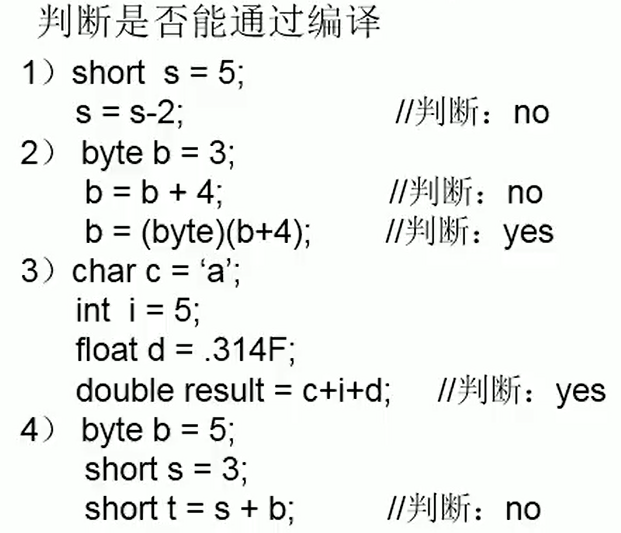 判断是否能通过编译
1）short  s = 5;
s = s-2;    //判断：no
2） byte b = 3;
b = b + 4;    //判断：no
b = (byte)(b+4);    //判断：yes
3）char c = ‘a’;
int  i = 5;
float d = .314F;
double result = c+i+d;    //判断：yes
4） byte b = 5;
short s = 3;
short t = s + b;    //判断：no